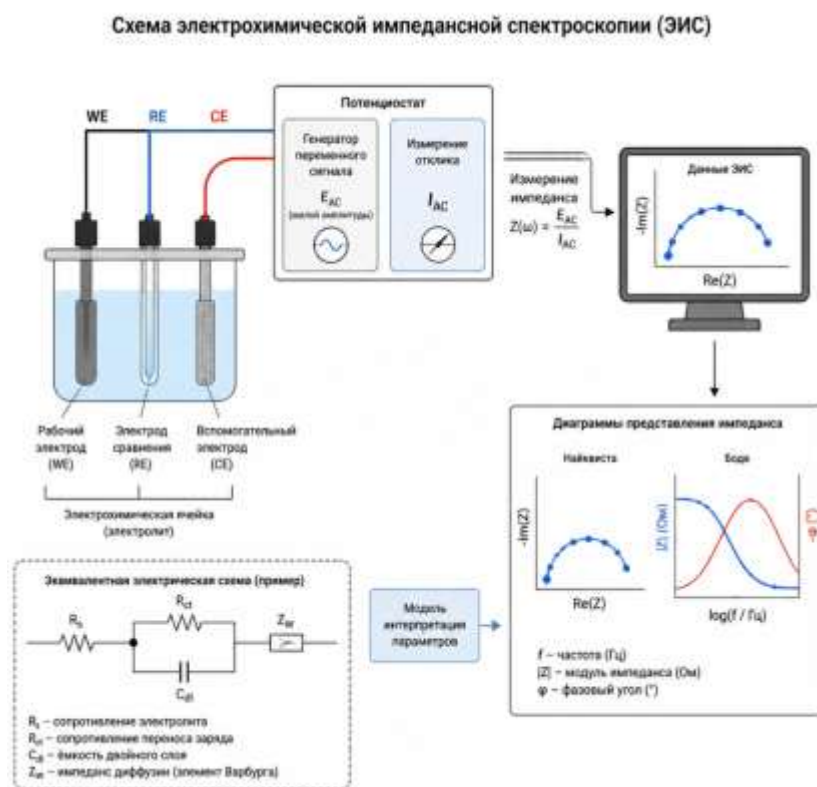 Схема электрохимической импедансной спектроскопии (ЭИС)
WE RE CE
Потенциостат
Генератор
переменного
сигнала
E_AC
(малой амплитуды)
Измерение
отклика
I_AC
Измерение
импеданса
Z(ω) = E_AC / I_AC
Данные ЭИС
-Im(Z)
Re(Z)
Рабочий
электрод
(WE)
Электрод
сравнения
(RE)
Вспомогательный
электрод
(CE)
Электрохимическая ячейка
(электролит)
Диаграммы представления импеданса
Найквиста
-Im(Z)
Re(Z)
Боде
|Z| (Ом)
-φ (°)
log(f / Гц)
f – частота (Гц)
|Z| – модуль импеданса (Ом)
φ – фазовый угол (°)
Модель
интерпретация
параметров
Эквивалентная электрическая схема (пример)
R_s
R_ct
C_dl
Z_W
R_s – сопротивление электролита
R_ct – сопротивление переноса заряда
C_dl – ёмкость двойного слоя
Z_W – импеданс диффузии (элемент Варбурга)